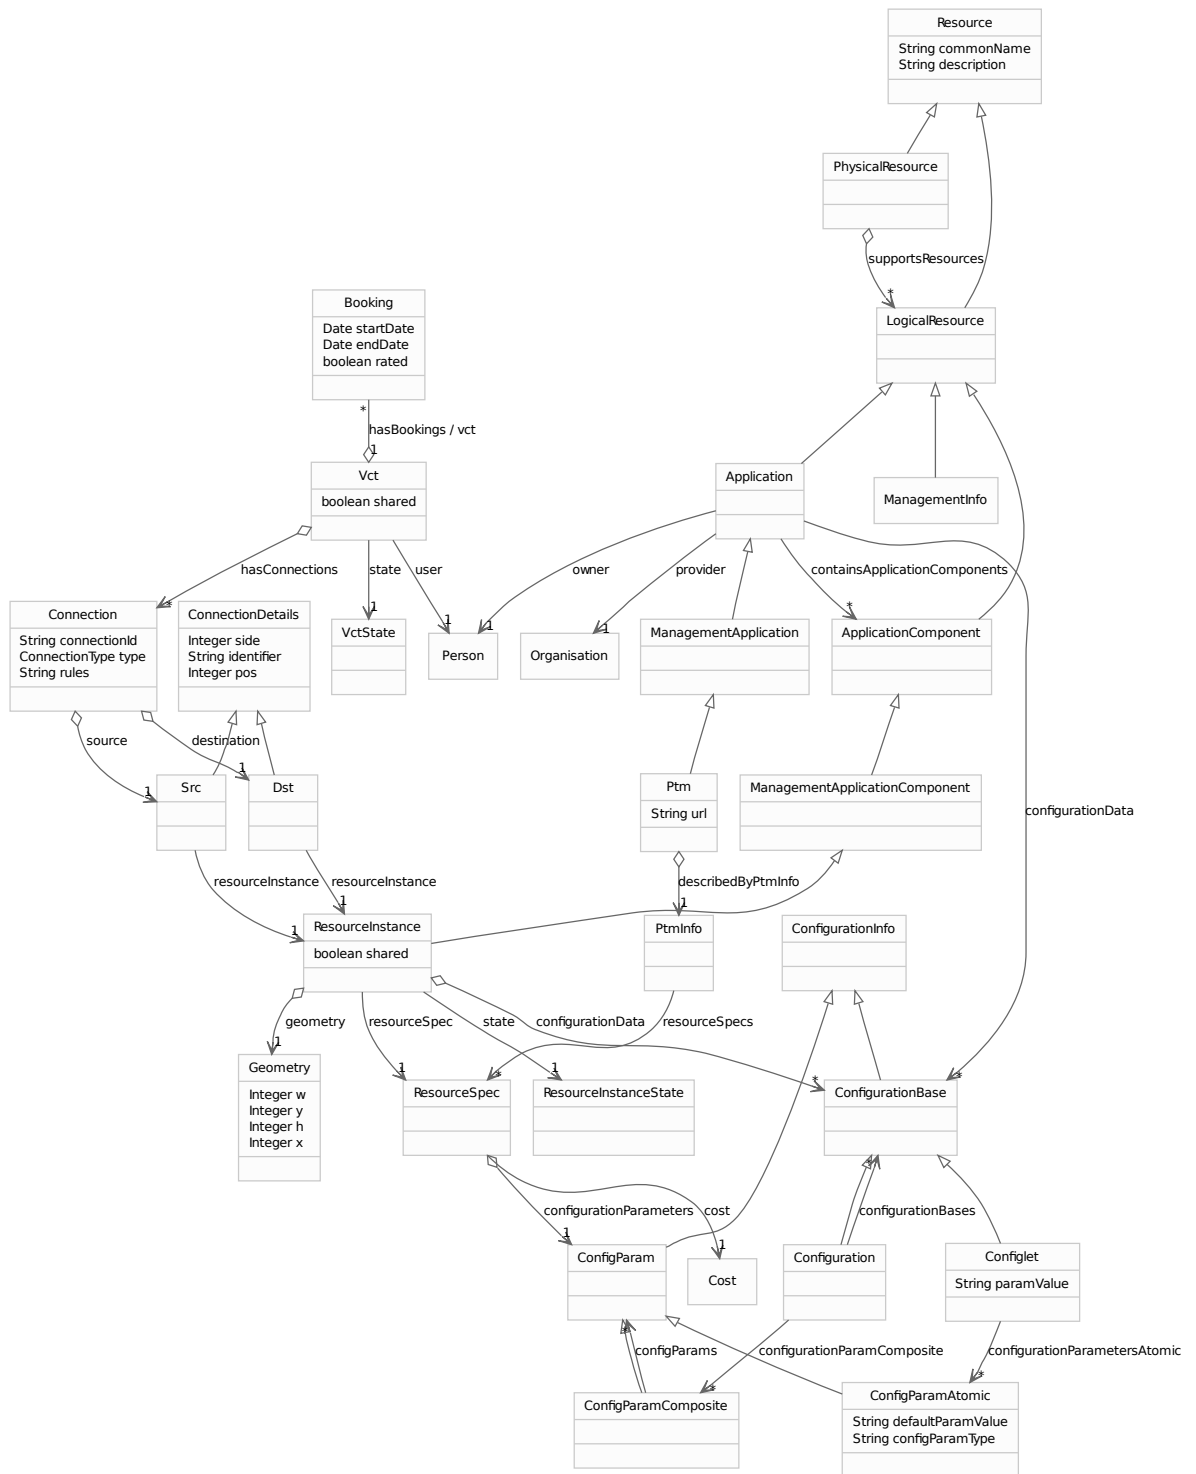 Resource
String commonName
String description
PhysicalResource
supportsResources
*
LogicalResource
Booking
Date startDate
Date endDate
boolean rated
*
hasBookings / vct
1
Vct
boolean shared
Application
ManagementInfo
hasConnections
state
user
owner
provider
containsApplicationComponents
*
1
1
1
1
*
Connection
String connectionId
ConnectionType type
String rules
ConnectionDetails
Integer side
String identifier
Integer pos
VctState
Person
Organisation
ManagementApplication
ApplicationComponent
source
destination
1
1
Src
Dst
Ptm
String url
ManagementApplicationComponent
configurationData
resourceInstance
resourceInstance
describedByPtmInfo
1
1
1
ResourceInstance
boolean shared
PtmInfo
ConfigurationInfo
geometry
resourceSpec
state
configurationData
resourceSpecs
1
1
*
1
*
*
Geometry
Integer w
Integer y
Integer h
Integer x
ResourceSpec
ResourceInstanceState
ConfigurationBase
*
configurationParameters
cost
configurationBases
1
1
ConfigParam
Cost
Configuration
Configlet
String paramValue
*
configParams
configurationParamComposite
configurationParametersAtomic
*
*
ConfigParamComposite
ConfigParamAtomic
String defaultParamValue
String configParamType